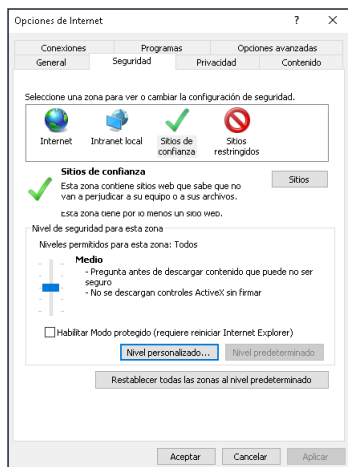 Opciones de Internet
?
Conexiones Programas Opciones avanzadas
General Seguridad Privacidad Contenido
Seleccione una zona para ver o cambiar la configuración de seguridad.
Internet Intranet local Sitios de confianza Sitios restringidos
Sitios de confianza
Sitios
Esta zona contiene sitios web que sabe que no
van a perjudicar a su equipo o a sus archivos.
Esta zona tiene por lo menos un sitio web.
Nivel de seguridad para esta zona
Niveles permitidos para esta zona: Todos
Medio
- Pregunta antes de descargar contenido que puede no ser
seguro
- No se descargan controles ActiveX sin firmar
Habilitar Modo protegido (requiere reiniciar Internet Explorer)
Nivel personalizado... Nivel predeterminado
Restablecer todas las zonas al nivel predeterminado
Aceptar Cancelar Aplicar